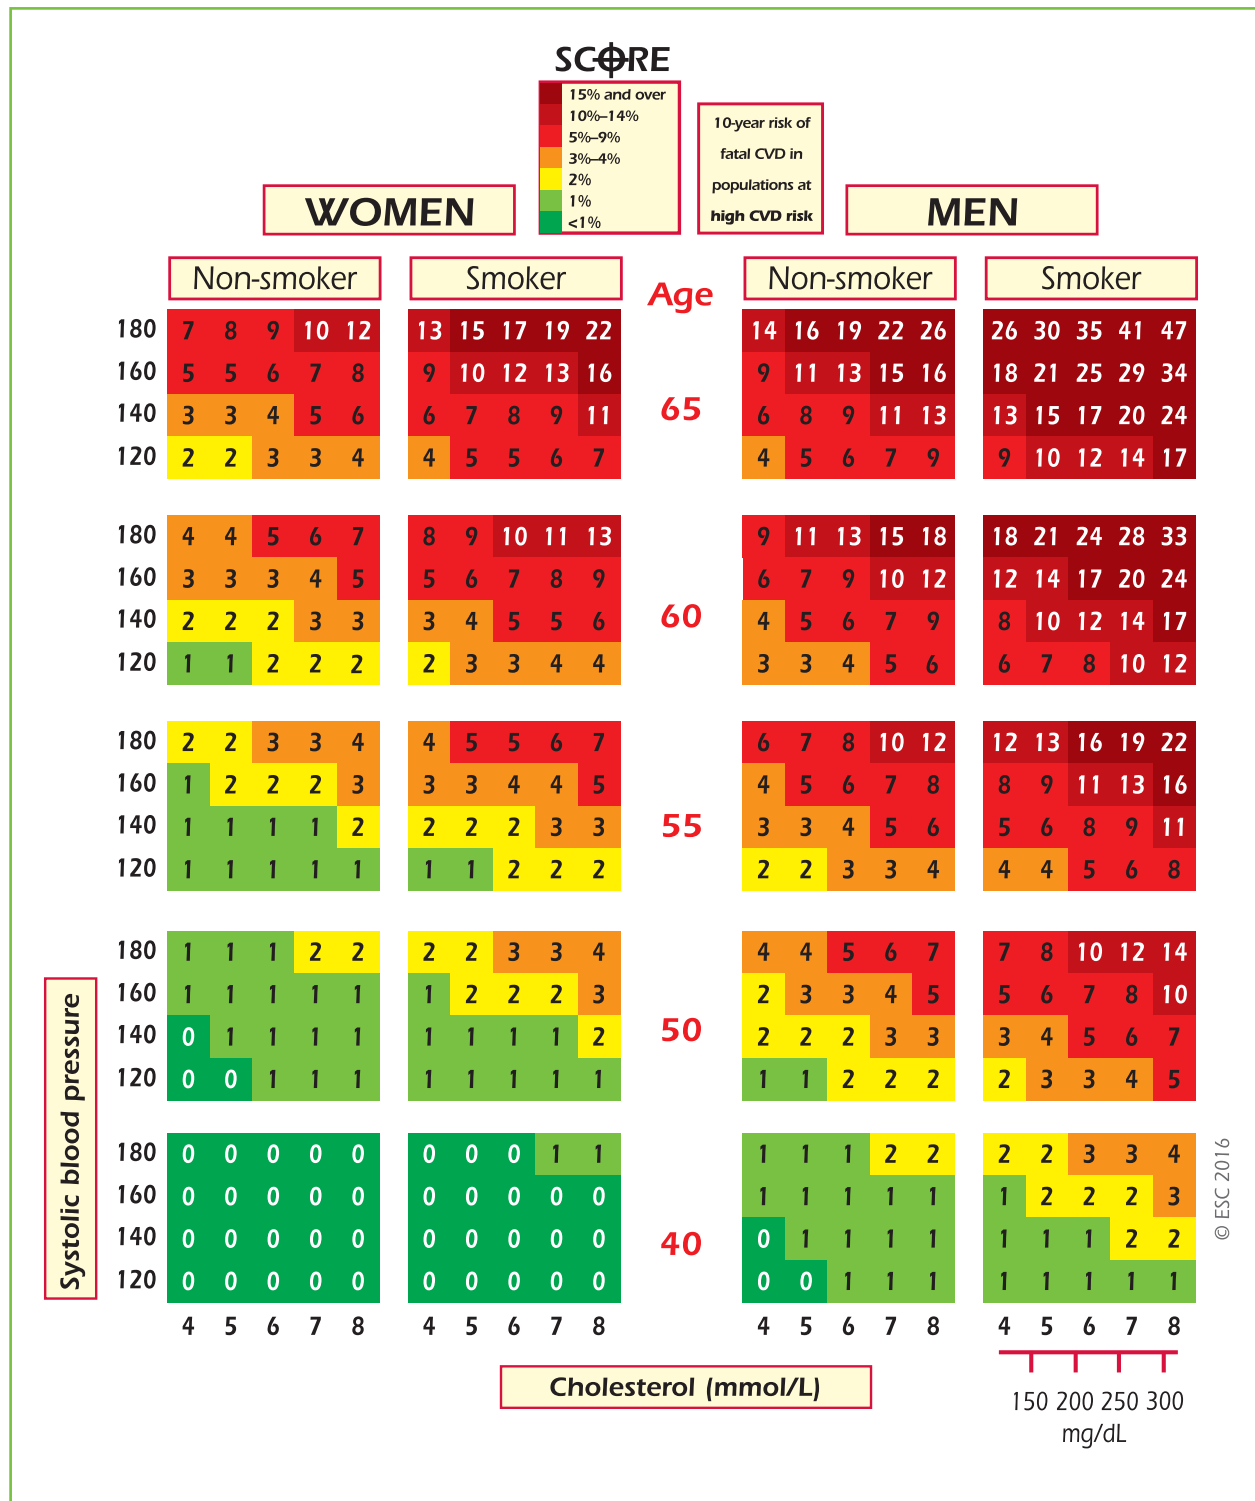 SCORE
15% and over
10%–14%
5%–9%
3%–4%
2%
1%
<1%
10-year risk of
fatal CVD in
populations at
high CVD risk
WOMEN
MEN
Non-smoker Smoker Age Non-smoker Smoker
180 7 8 9 10 12 13 15 17 19 22 14 16 19 22 26 26 30 35 41 47
160 5 5 6 7 8 9 10 12 13 16 9 11 13 15 16 18 21 25 29 34
65
140 3 3 4 5 6 6 7 8 9 11 6 8 9 11 13 13 15 17 20 24
120 2 2 3 3 4 4 5 5 6 7 4 5 6 7 9 9 10 12 14 17
180 4 4 5 6 7 8 9 10 11 13 9 11 13 15 18 18 21 24 28 33
160 3 3 3 4 5 5 6 7 8 9 6 7 9 10 12 12 14 17 20 24
60
140 2 2 2 3 3 3 4 5 5 6 4 5 6 7 9 8 10 12 14 17
120 1 1 2 2 2 2 3 3 4 4 3 3 4 5 6 6 7 8 10 12
180 2 2 3 3 4 4 5 5 6 7 6 7 8 10 12 12 13 16 19 22
160 1 2 2 2 3 3 3 4 4 5 4 5 6 7 8 8 9 11 13 16
55
140 1 1 1 1 2 2 2 2 3 3 3 3 4 5 6 5 6 8 9 11
120 1 1 1 1 1 1 1 2 2 2 2 2 3 3 4 4 4 5 6 8
180 1 1 1 2 2 2 2 3 3 4 4 4 5 6 7 7 8 10 12 14
160 1 1 1 1 1 1 2 2 2 3 2 3 3 4 5 5 6 7 8 10
50
140 0 1 1 1 1 1 1 1 1 2 2 2 2 3 3 3 4 5 6 7
120 0 0 1 1 1 1 1 1 1 1 1 1 2 2 2 2 3 3 4 5
180 0 0 0 0 0 0 0 0 1 1 1 1 1 2 2 2 2 3 3 4
160 0 0 0 0 0 0 0 0 0 0 1 1 1 1 1 1 2 2 2 3
40
140 0 0 0 0 0 0 0 0 0 0 0 1 1 1 1 1 1 1 2 2
120 0 0 0 0 0 0 0 0 0 0 0 0 1 1 1 1 1 1 1 1
4 5 6 7 8 4 5 6 7 8 4 5 6 7 8 4 5 6 7 8
Systolic blood pressure
Cholesterol (mmol/L)
150 200 250 300
mg/dL
© ESC 2016